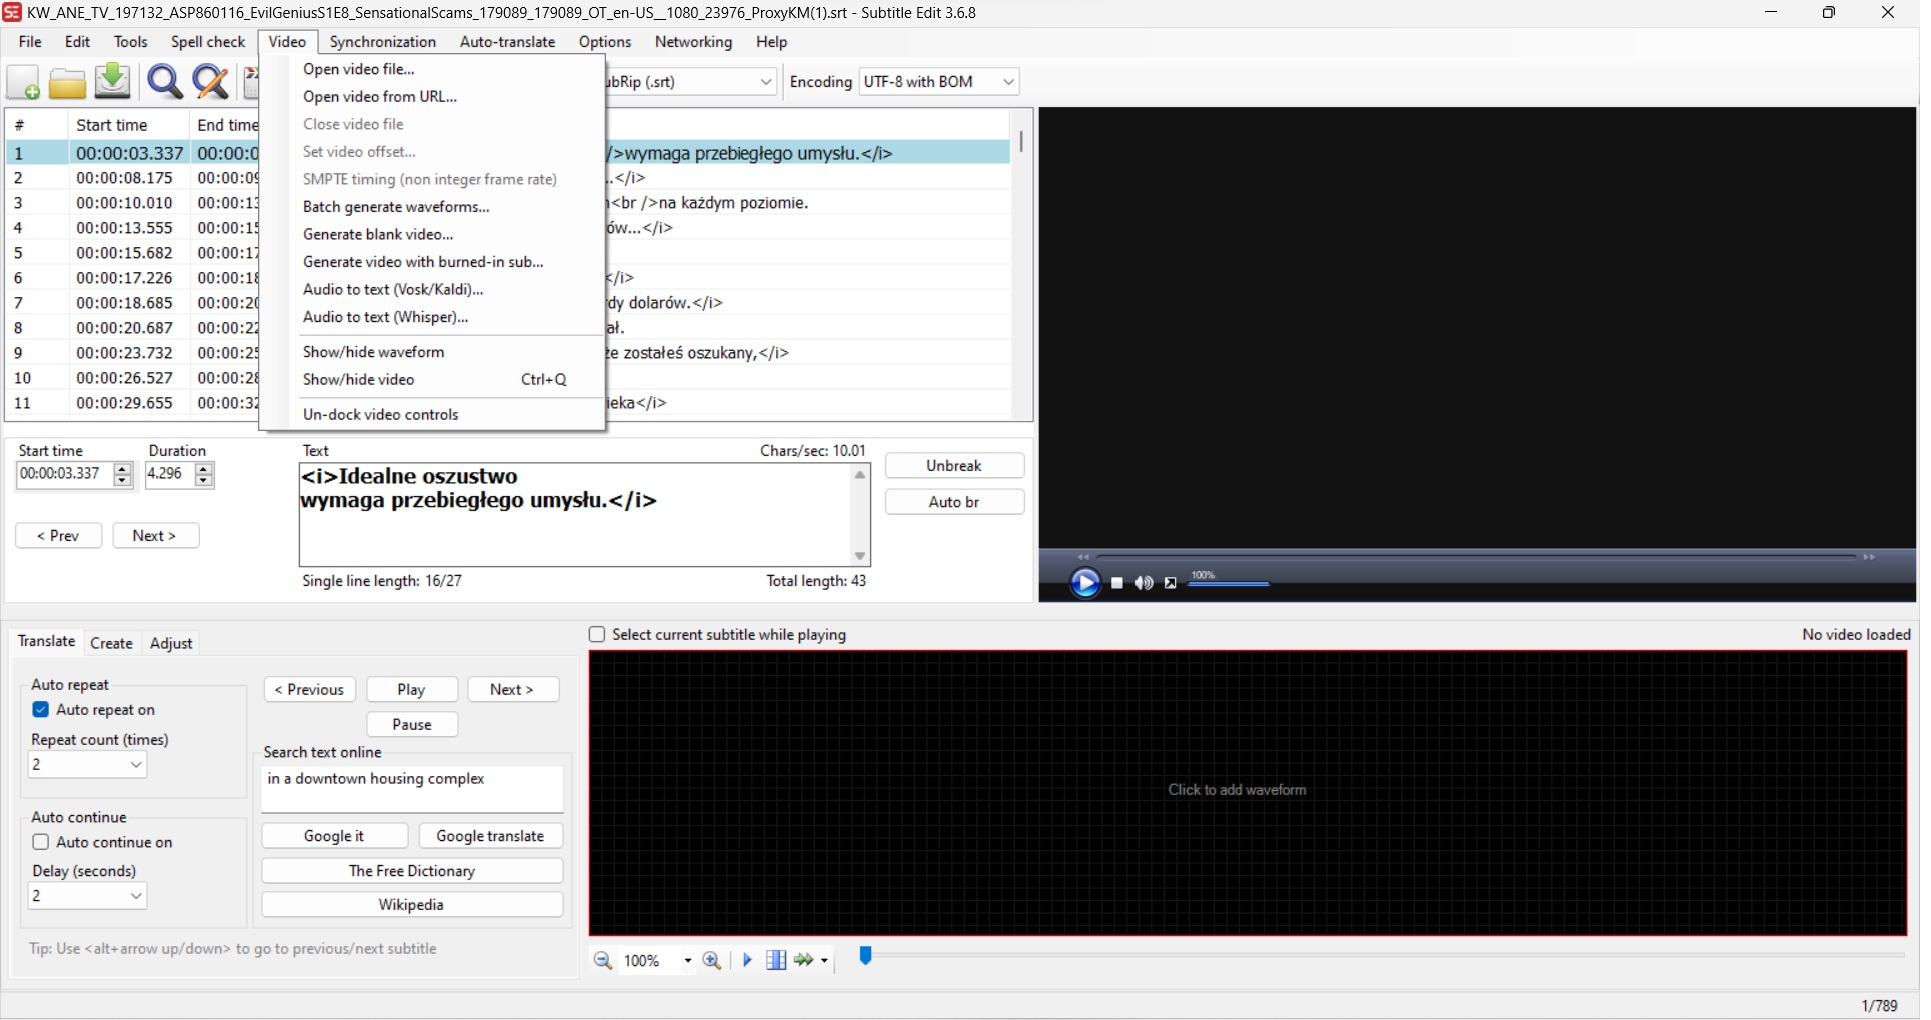 KW_ANE_TV_197132_ASP860116_EvilGeniusS1E8_SensationalScams_179089_179089_OT_en-US__1080_23976_ProxyKM(1).srt - Subtitle Edit 3.6.8
File Edit Tools Spell check Video Synchronization Auto-translate Options Networking Help
Open video file...
Open video from URL...
Close video file
Set video offset...
SMPTE timing (non integer frame rate)
Batch generate waveforms...
Generate blank video...
Generate video with burned-in sub...
Audio to text (Vosk/Kaldi)...
Audio to text (Whisper)...
Show/hide waveform
Show/hide video Ctrl+Q
Un-dock video controls
ubRip (.srt) Encoding UTF-8 with BOM
# Start time End time
1 00:00:03.337 00:00:0 />wymaga przebiegłego umysłu.</i>
2 00:00:08.175 00:00:09 ..</i>
3 00:00:10.010 00:00:13 <br />na każdym poziomie.
4 00:00:13.555 00:00:15 ów...</i>
5 00:00:15.682 00:00:17
6 00:00:17.226 00:00:18 </i>
7 00:00:18.685 00:00:20 rdy dolarów.</i>
8 00:00:20.687 00:00:22 ał.
9 00:00:23.732 00:00:25 że zostałeś oszukany,</i>
10 00:00:26.527 00:00:28
11 00:00:29.655 00:00:32 ieka</i>
Start time Duration Text Chars/sec: 10.01
00:00:03.337 4.296
<i>Idealne oszustwo
wymaga przebiegłego umysłu.</i>
Unbreak
Auto br
< Prev Next >
Single line length: 16/27 Total length: 43
100%
Translate Create Adjust
Select current subtitle while playing No video loaded
Auto repeat
Auto repeat on
Repeat count (times)
2
Auto continue
Auto continue on
Delay (seconds)
2
< Previous Play Next >
Pause
Search text online
in a downtown housing complex
Google it Google translate
The Free Dictionary
Wikipedia
Tip: Use <alt+arrow up/down> to go to previous/next subtitle
Click to add waveform
100%
1/789